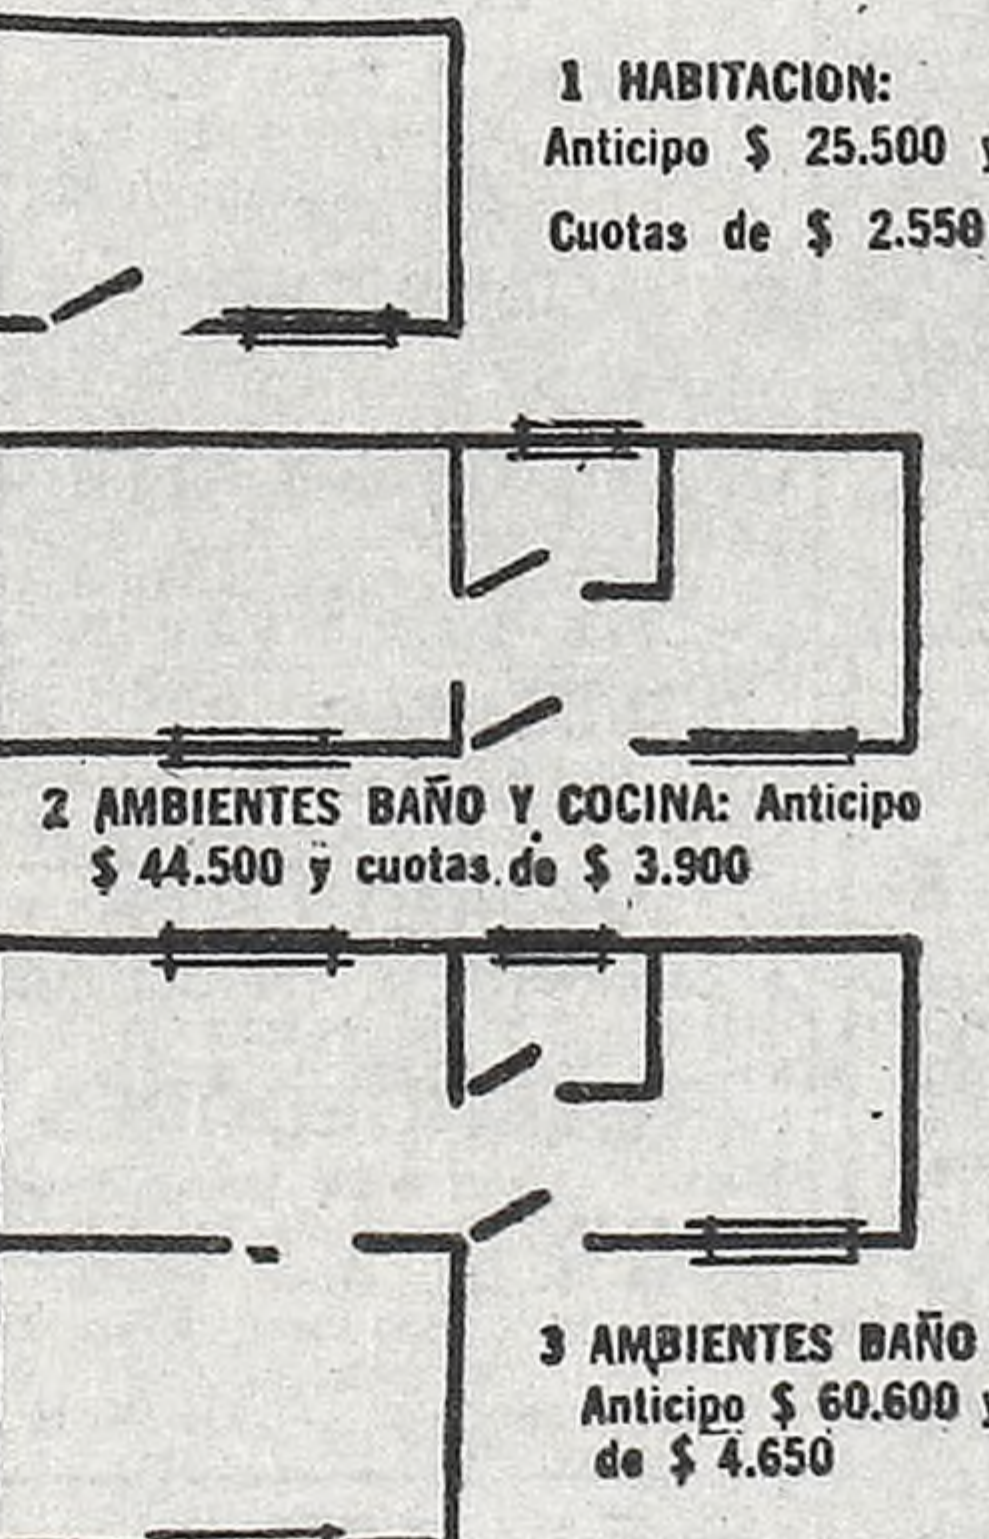 1 HABITACION:
Anticipo $ 25.500 y
Cuotas de $ 2.550
2 AMBIENTES BAÑO Y COCINA: Anticipo
$ 44.500 y cuotas de $ 3.900
3 AMBIENTES BAÑO
Anticipo $ 60.600 y
de $ 4.650